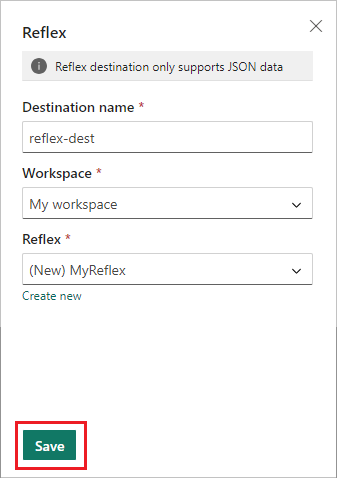 Reflex
Reflex destination only supports JSON data
Destination name *
reflex-dest
Workspace *
My workspace
Reflex *
(New) MyReflex
Create new
Save